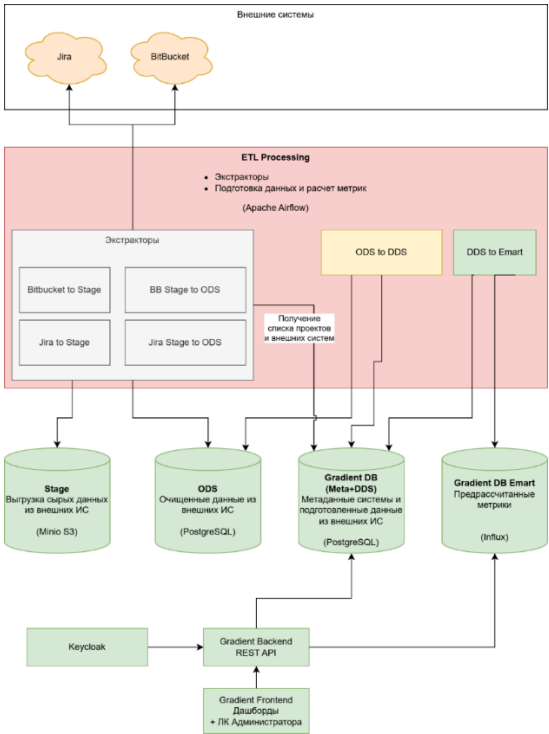 Внешние системы
Jira
BitBucket
ETL Processing
• Экстракторы
• Подготовка данных и расчет метрик
(Apache Airflow)
Экстракторы
Bitbucket to Stage
BB Stage to ODS
Jira to Stage
Jira Stage to ODS
ODS to DDS
DDS to Emart
Получение
списка проектов
и внешних систем
Stage
Выгрузка сырых данных
из внешних ИС
(Minio S3)
ODS
Очищенные данные из
внешних ИС
(PostgreSQL)
Gradient DB
(Meta+DDS)
Метаданные системы и
подготовленные данные
из внешних ИС
(PostgreSQL)
Gradient DB Emart
Предрассчитанные
метрики
(Influx)
Keycloak
Gradient Backend
REST API
Gradient Frontend
Дашборды
+ ЛК Администратора